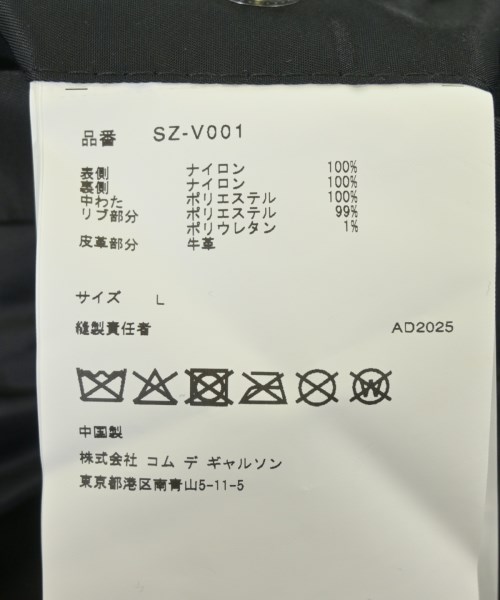 品番 SZ-V001
表側 ナイロン 100%
裏側 ナイロン 100%
中わた ポリエステル 100%
リブ部分 ポリエステル 99%
ポリウレタン 1%
皮革部分 牛革
サイズ L
縫製責任者 AD2025
W
中国製
株式会社 コム デ ギャルソン
東京都港区南青山5-11-5